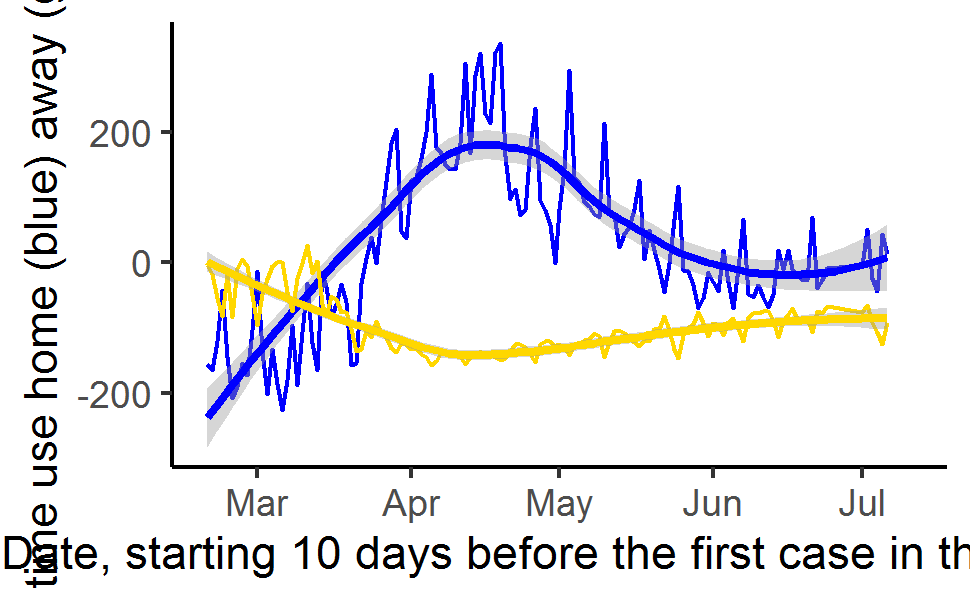 time use home (blue) away (
200
0
-200
Mar Apr May Jun Jul
Date, starting 10 days before the first case in th